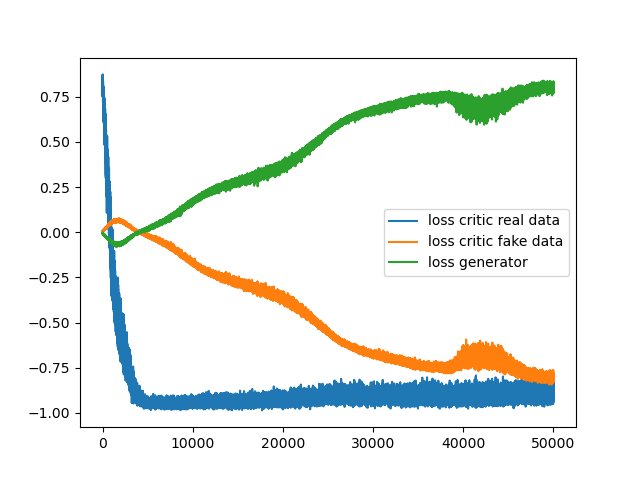 0.75
0.50
0.25
0.00
−0.25
−0.50
−0.75
−1.00
loss critic real data
loss critic fake data
loss generator
0 10000 20000 30000 40000 50000